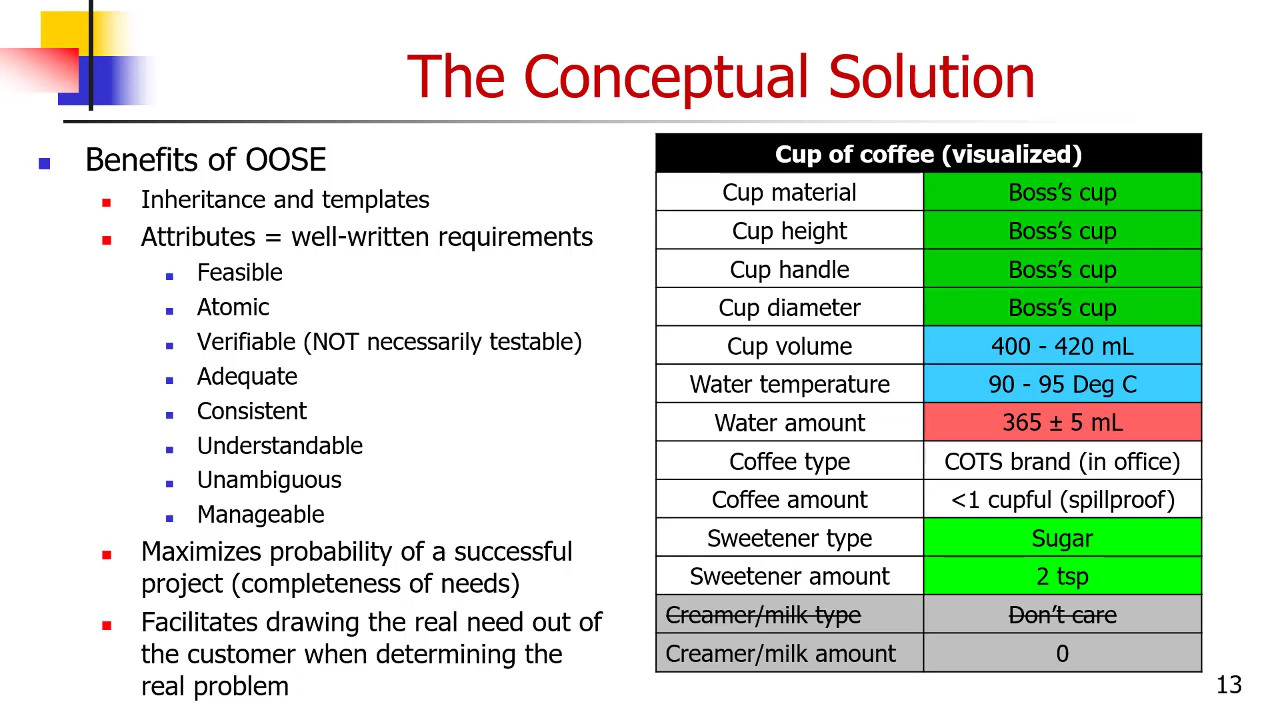 The Conceptual Solution
Benefits of OOSE
Inheritance and templates
Attributes = well-written requirements
Feasible
Atomic
Verifiable (NOT necessarily testable)
Adequate
Consistent
Understandable
Unambiguous
Manageable
Maximizes probability of a successful
project (completeness of needs)
Facilitates drawing the real need out of
the customer when determining the
real problem
Cup of coffee (visualized)
Cup material Boss’s cup
Cup height Boss’s cup
Cup handle Boss’s cup
Cup diameter Boss’s cup
Cup volume 400 - 420 mL
Water temperature 90 - 95 Deg C
Water amount 365 ± 5 mL
Coffee type COTS brand (in office)
Coffee amount <1 cupful (spillproof)
Sweetener type Sugar
Sweetener amount 2 tsp
Creamer/milk type Don’t care
Creamer/milk amount 0
13